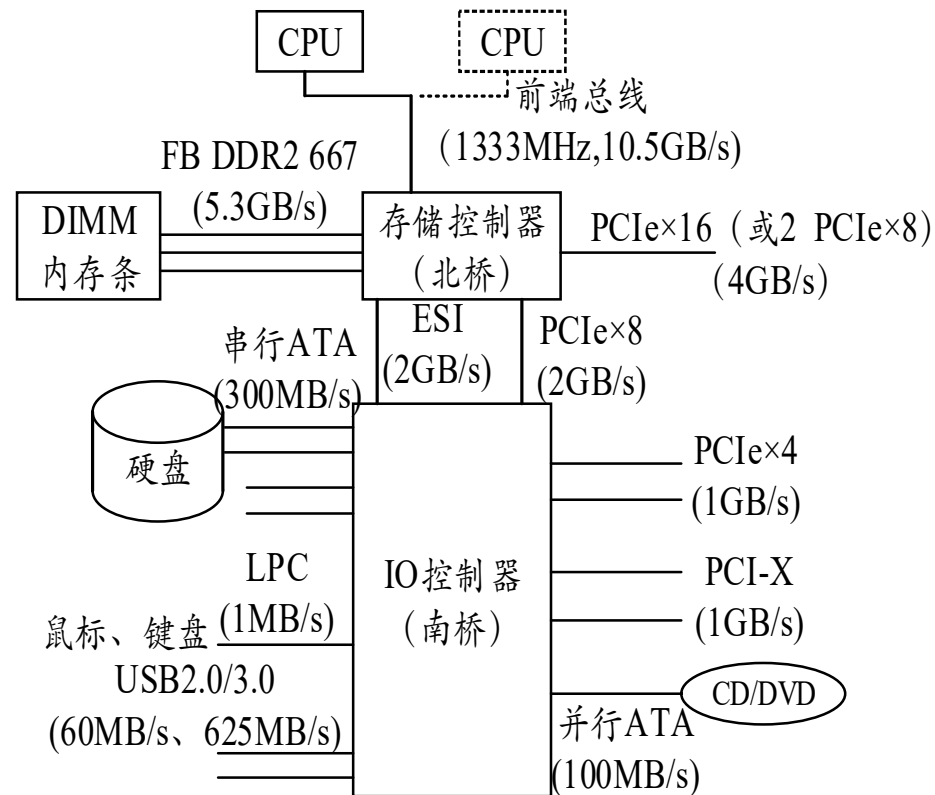 CPU
CPU
前端总线
(1333MHz,10.5GB/s)
FB DDR2 667
(5.3GB/s)
DIMM
内存条
存储控制器
（北桥）
PCIe×16（或2 PCIe×8）
（4GB/s）
ESI
(2GB/s)
PCIe×8
(2GB/s)
串行ATA
(300MB/s)
硬盘
PCIe×4
(1GB/s)
LPC
(1MB/s)
IO控制器
（南桥）
PCI-X
(1GB/s)
鼠标、键盘
USB2.0/3.0
(60MB/s、625MB/s)
CD/DVD
并行ATA
(100MB/s)